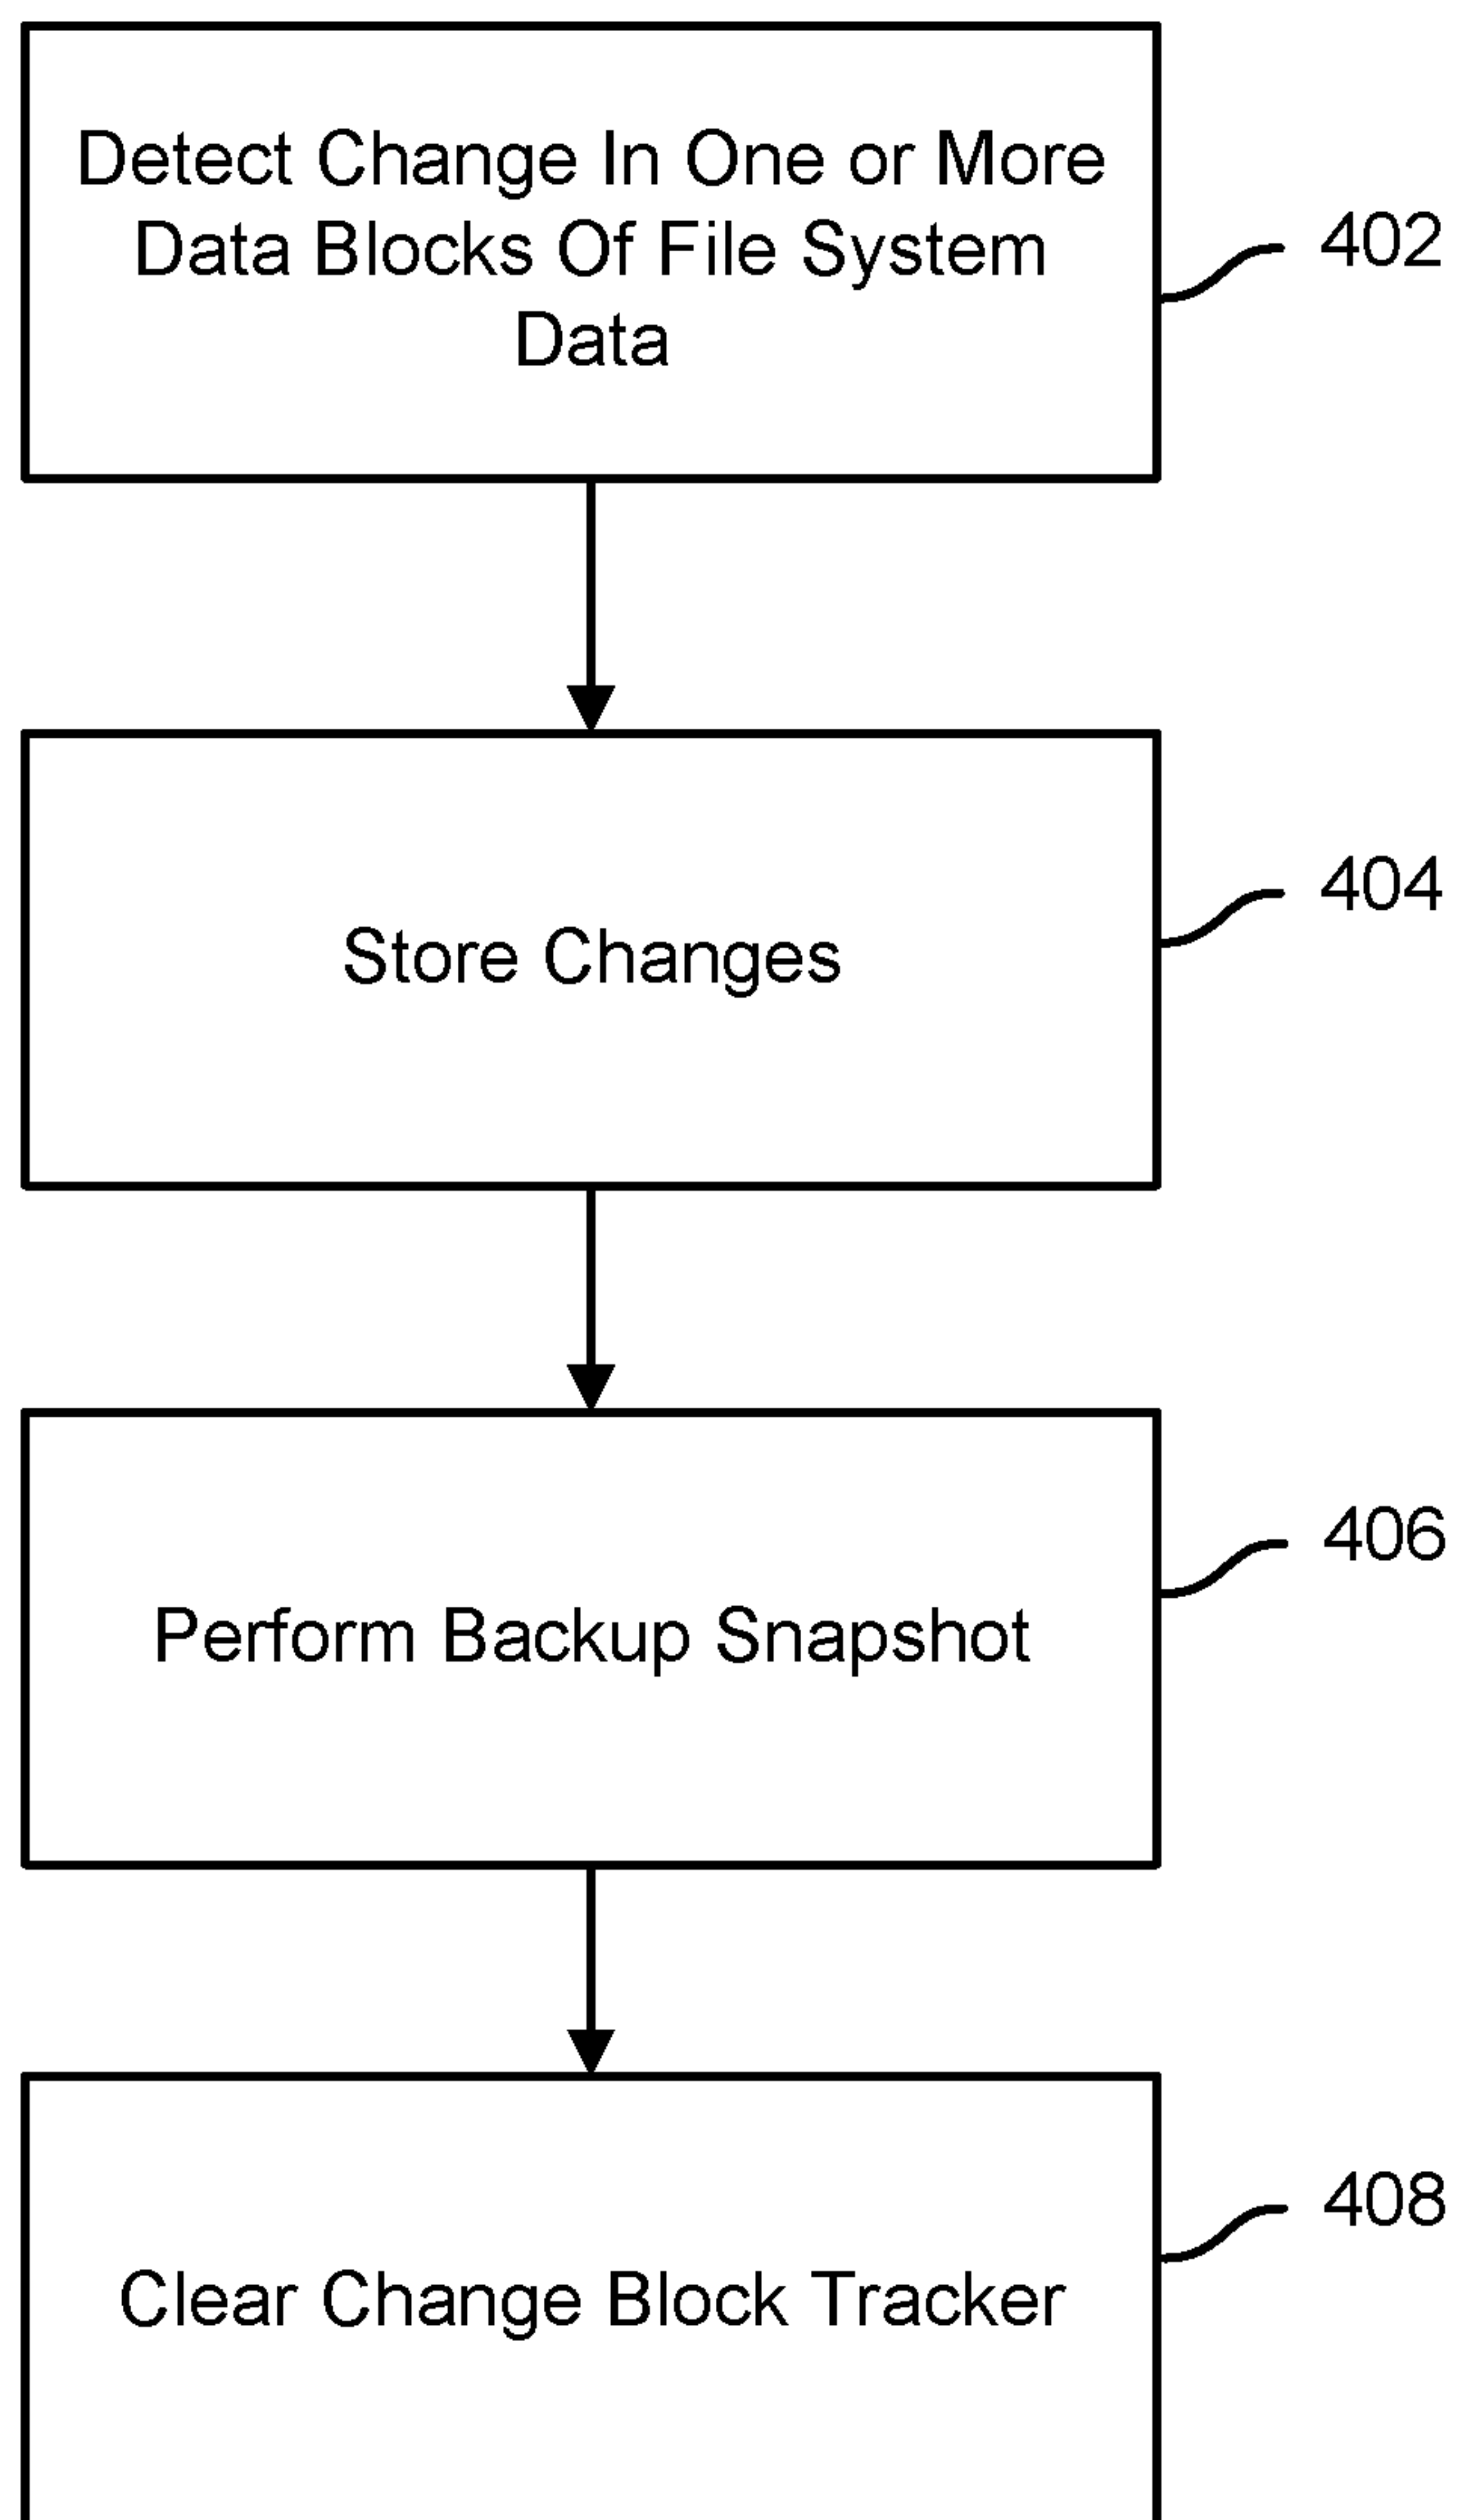 Detect Change In One or More
Data Blocks Of File System
Data
402
Store Changes
404
Perform Backup Snapshot
406
Clear Change Block Tracker
408